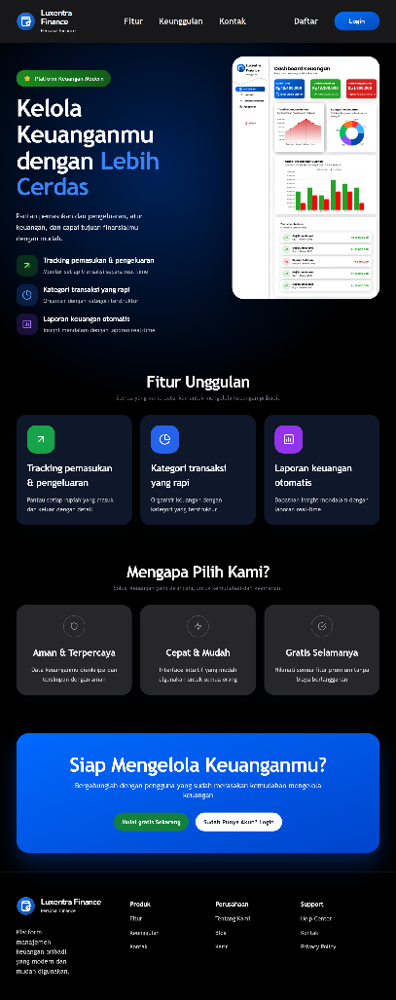 Luxentra
Finance
Personal Finance
Fitur
Keunggulan
Kontak
Daftar
Login
Platform Keuangan Modern
Kelola
Keuanganmu
dengan Lebih
Cerdas
Pantau pemasukan dan pengeluaran, atur
keuangan, dan capai tujuan finansialmu
dengan mudah.
Tracking pemasukan & pengeluaran
Monitor setiap transaksi secara real-time
Kategori transaksi yang rapi
Organisir dengan kategori terstruktur
Laporan keuangan otomatis
Insight mendalam dengan laporan real-time
Luxentra
Finance
Dashboard Keuangan
Fitur Unggulan
Semua yang kamu butuhkan untuk mengelola keuangan pribadi.
Tracking pemasukan
& pengeluaran
Pantau setiap rupiah yang masuk
dan keluar dengan detail
Kategori transaksi
yang rapi
Organisir keuangan dengan
kategori yang terstruktur
Laporan keuangan
otomatis
Dapatkan insight mendalam dengan
laporan real-time
Mengapa Pilih Kami?
Solusi keuangan yang dirancang untuk kemudahan dan keamanan.
Aman & Terpercaya
Data keuanganmu dienkripsi dan
tersimpan dengan aman
Cepat & Mudah
Interface intuitif yang mudah
digunakan untuk semua orang
Gratis Selamanya
Nikmati semua fitur premium tanpa
biaya berlangganan
Siap Mengelola Keuanganmu?
Bergabunglah dengan pengguna yang sudah merasakan kemudahan mengelola
keuangan
Mulai gratis Sekarang
Sudah Punya Akun? Login
Luxentra Finance
Personal Finance
Platform
manajemen
keuangan pribadi
yang modern dan
mudah digunakan.
Produk
Fitur
Keunggulan
Kontak
Perusahaan
Tentang Kami
Blog
Karir
Support
Help Center
Kontak
Privacy Policy